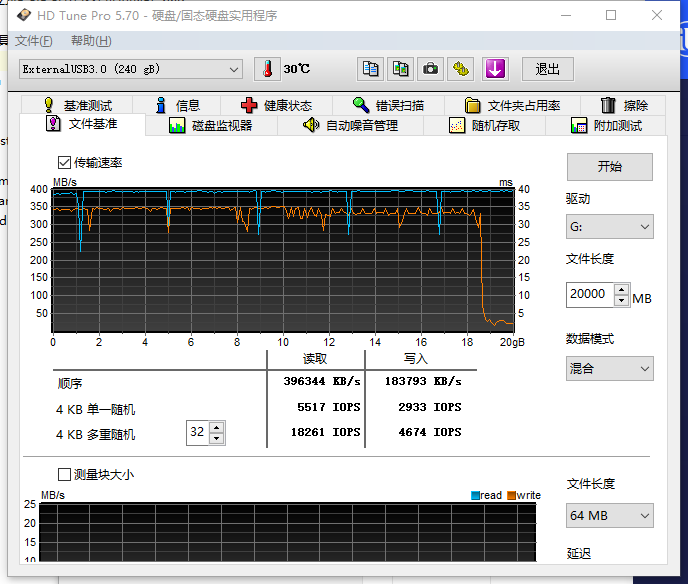 HD Tune Pro 5.70 - 硬盘/固态硬盘实用程序
文件(F) 帮助(H)
ExternalUSB3.0 (240 gB) 30℃ 退出
基准测试 信息 健康状态 错误扫描 文件夹占用率 擦除
文件基准 磁盘监视器 自动噪音管理 随机存取 附加测试
传输速率
开始
MB/s ms
400 40
350 35
300 30
250 25
200 20
150 15
100 10
50 5
0 2 4 6 8 10 12 14 16 18 20gB
驱动
G:
文件长度
20000 MB
数据模式
混合
读取 写入
顺序 396344 KB/s 183793 KB/s
4 KB 单一随机 5517 IOPS 2933 IOPS
4 KB 多重随机 32 18261 IOPS 4674 IOPS
测量块大小
MB/s read write
25
20
15
10
文件长度
64 MB
延迟